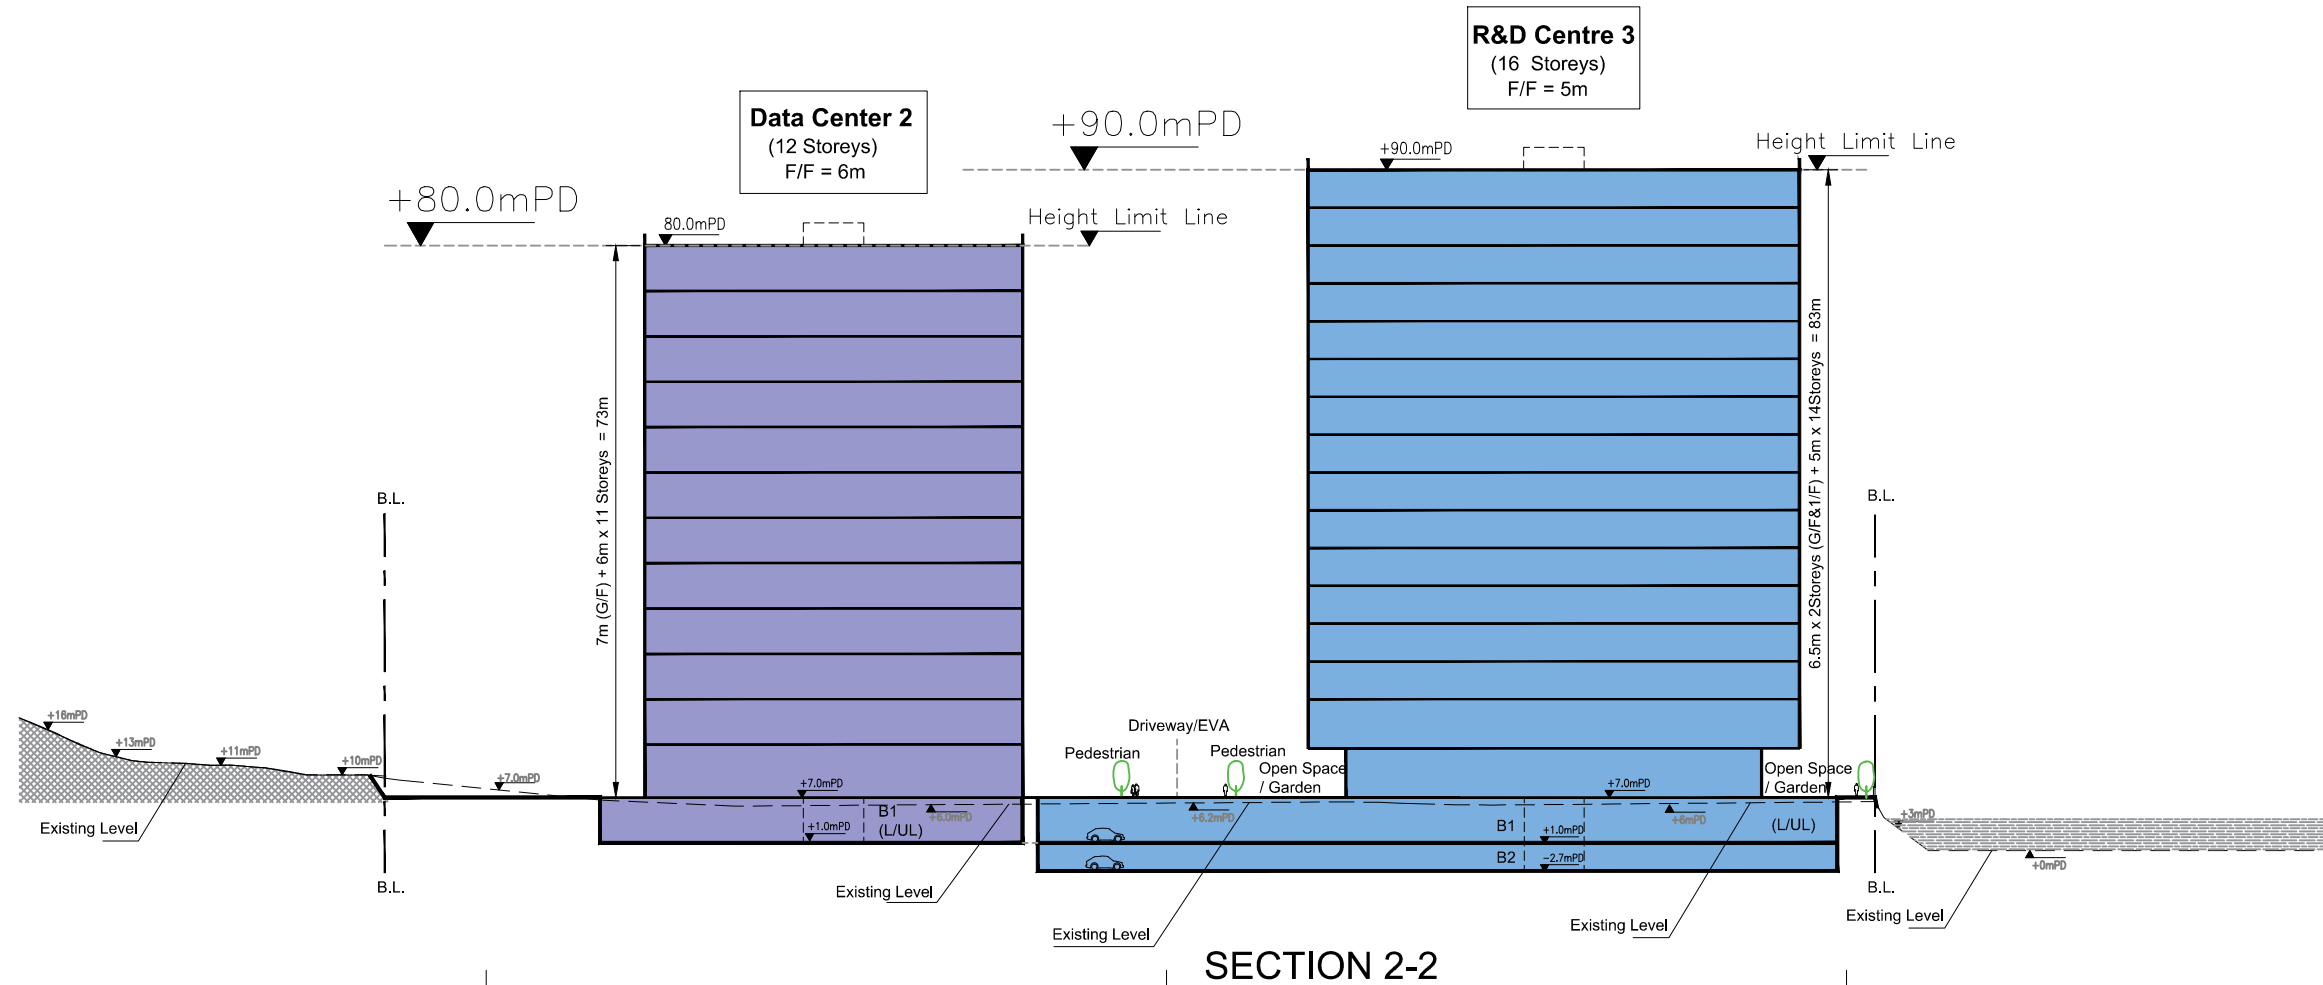 R&D Centre 3
(16 Storeys)
F/F = 5m
Data Center 2
(12 Storeys)
F/F = 6m
+90.0mPD
+90.0mPD
Height Limit Line
+80.0mPD
80.0mPD
Height Limit Line
7m (G/F) + 6m x 11 Storeys = 73m
6.5m x 2Storeys (G/F&1/F) + 5m x 14Storeys = 83m
B.L.
B.L.
+16mPD
+13mPD
+11mPD
+10mPD
+7.0mPD
Driveway/EVA
Pedestrian
Pedestrian
Open Space
/ Garden
Open Space
/ Garden
+7.0mPD
+7.0mPD
B1
(L/UL)
+6.0mPD
+1.0mPD
+6.2mPD
B1
+1.0mPD
+6mPD
(L/UL)
+3mPD
B2
-2.7mPD
+0mPD
Existing Level
B.L.
Existing Level
Existing Level
Existing Level
B.L.
Existing Level
SECTION 2-2